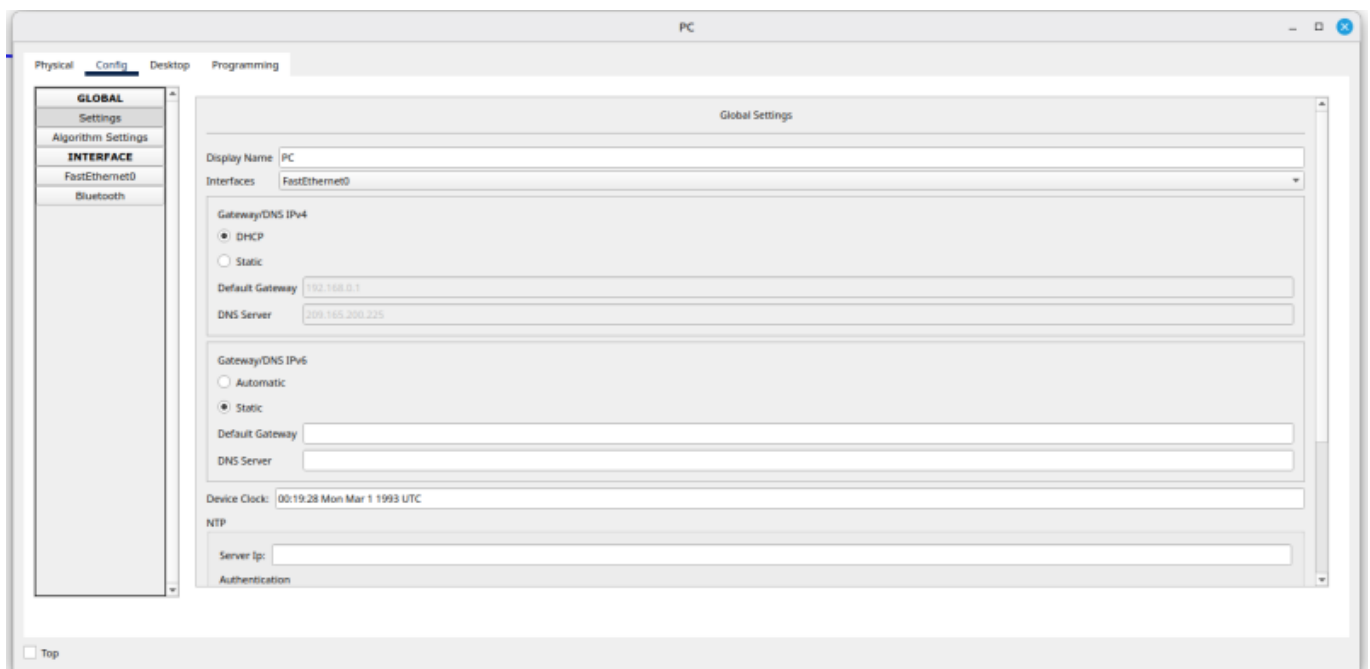 PC
Physical Config Desktop Programming
GLOBAL
Settings
Algorithm Settings
INTERFACE
FastEthernet0
Bluetooth
Global Settings
Display Name PC
Interfaces FastEthernet0
Gateway/DNS IPv4
DHCP
Static
Default Gateway 192.168.0.1
DNS Server 209.165.200.225
Gateway/DNS IPv6
Automatic
Static
Default Gateway
DNS Server
Device Clock: 00:19:28 Mon Mar 1 1993 UTC
NTP
Server Ip:
Authentication
Top